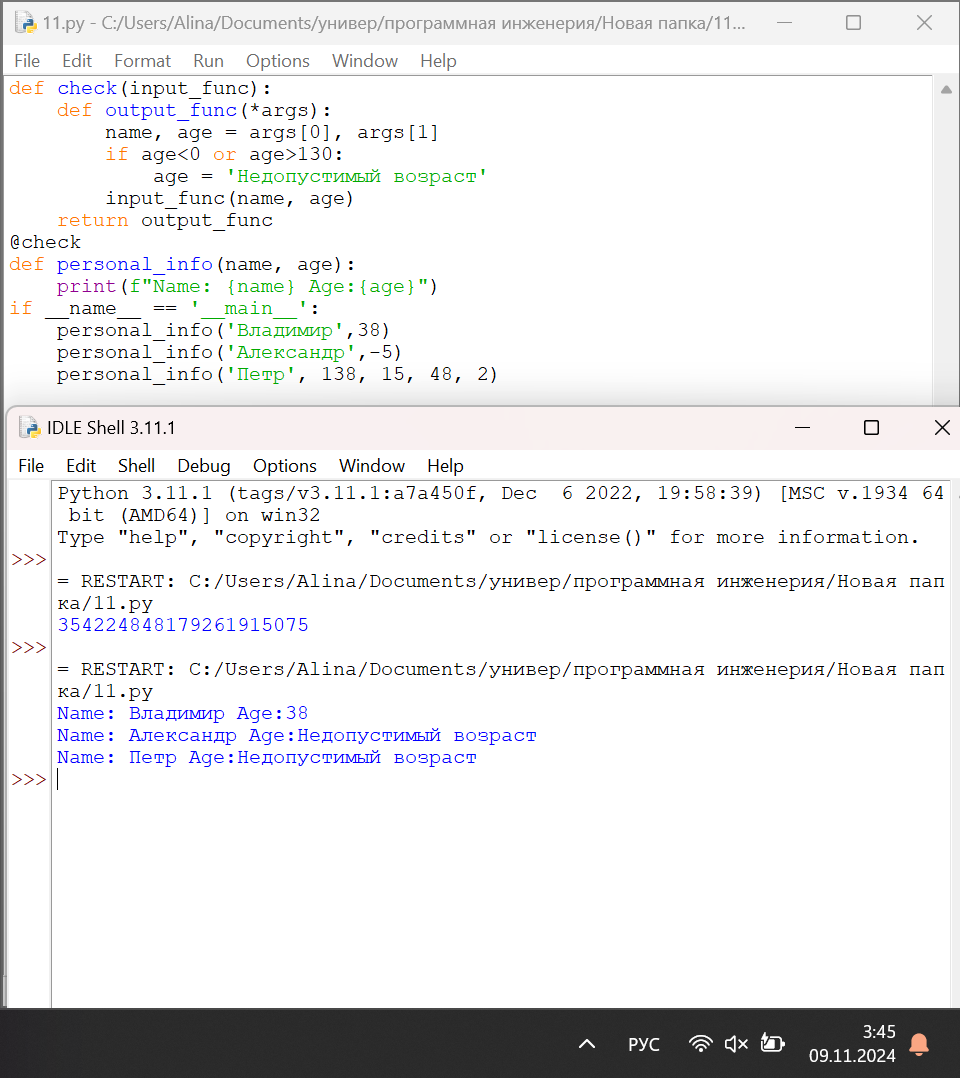 11.py - C:/Users/Alina/Documents/универ/программная инженерия/Новая папка/11...
File Edit Format Run Options Window Help
def check(input_func):
    def output_func(*args):
        name, age = args[0], args[1]
        if age<0 or age>130:
            age = 'Недопустимый возраст'
        input_func(name, age)
    return output_func
@check
def personal_info(name, age):
    print(f"Name: {name} Age:{age}")
if __name__ == '__main__':
    personal_info('Владимир',38)
    personal_info('Александр',-5)
    personal_info('Петр', 138, 15, 48, 2)
IDLE Shell 3.11.1
File Edit Shell Debug Options Window Help
Python 3.11.1 (tags/v3.11.1:a7a450f, Dec  6 2022, 19:58:39) [MSC v.1934 64
 bit (AMD64)] on win32
Type "help", "copyright", "credits" or "license()" for more information.
>>>
= RESTART: C:/Users/Alina/Documents/универ/программная инженерия/Новая пап
ка/11.py
354224848179261915075
>>>
= RESTART: C:/Users/Alina/Documents/универ/программная инженерия/Новая пап
ка/11.py
Name: Владимир Age:38
Name: Александр Age:Недопустимый возраст
Name: Петр Age:Недопустимый возраст
>>>
РУС
3:45
09.11.2024